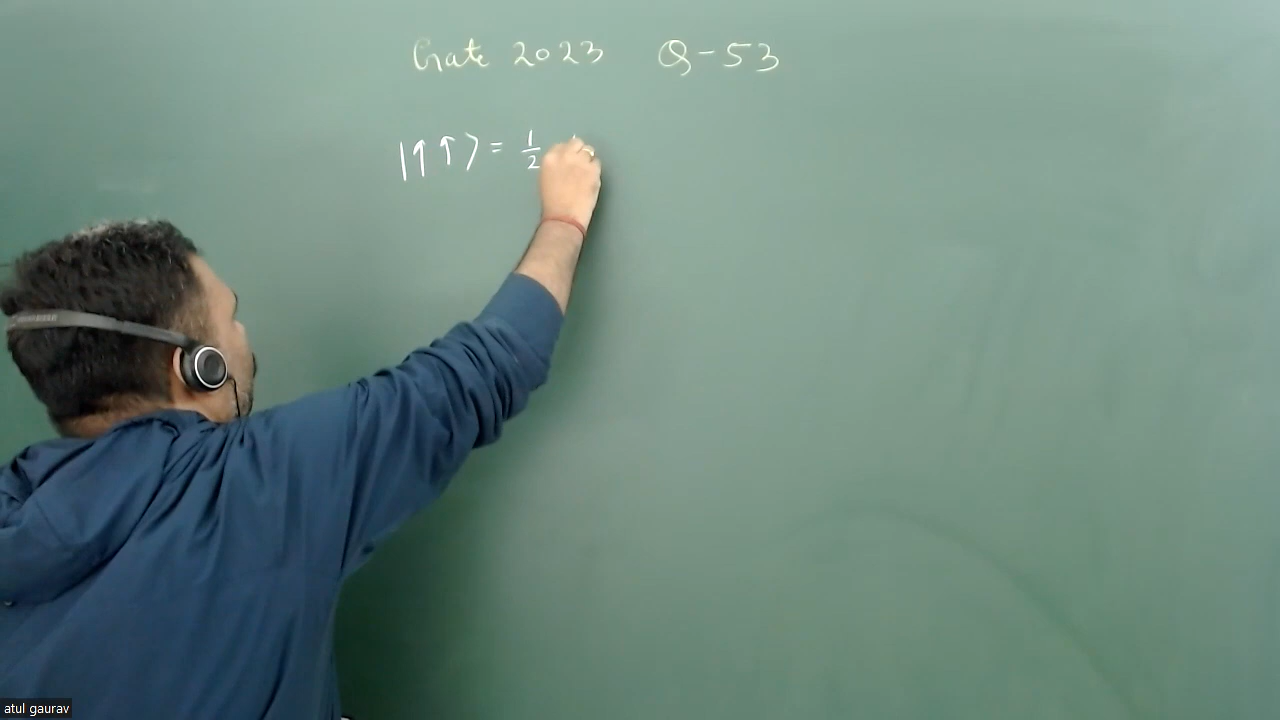 Gate 2023 Q-53
|↑↑⟩ = 1/2
atul gaurav